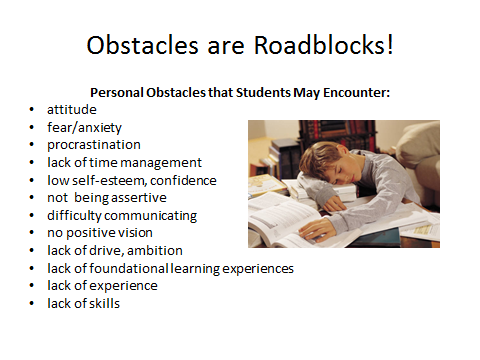 Obstacles are Roadblocks!
Personal Obstacles that Students May Encounter:
• attitude
• fear/anxiety
• procrastination
• lack of time management
• low self-esteem, confidence
• not being assertive
• difficulty communicating
• no positive vision
• lack of drive, ambition
• lack of foundational learning experiences
• lack of experience
• lack of skills